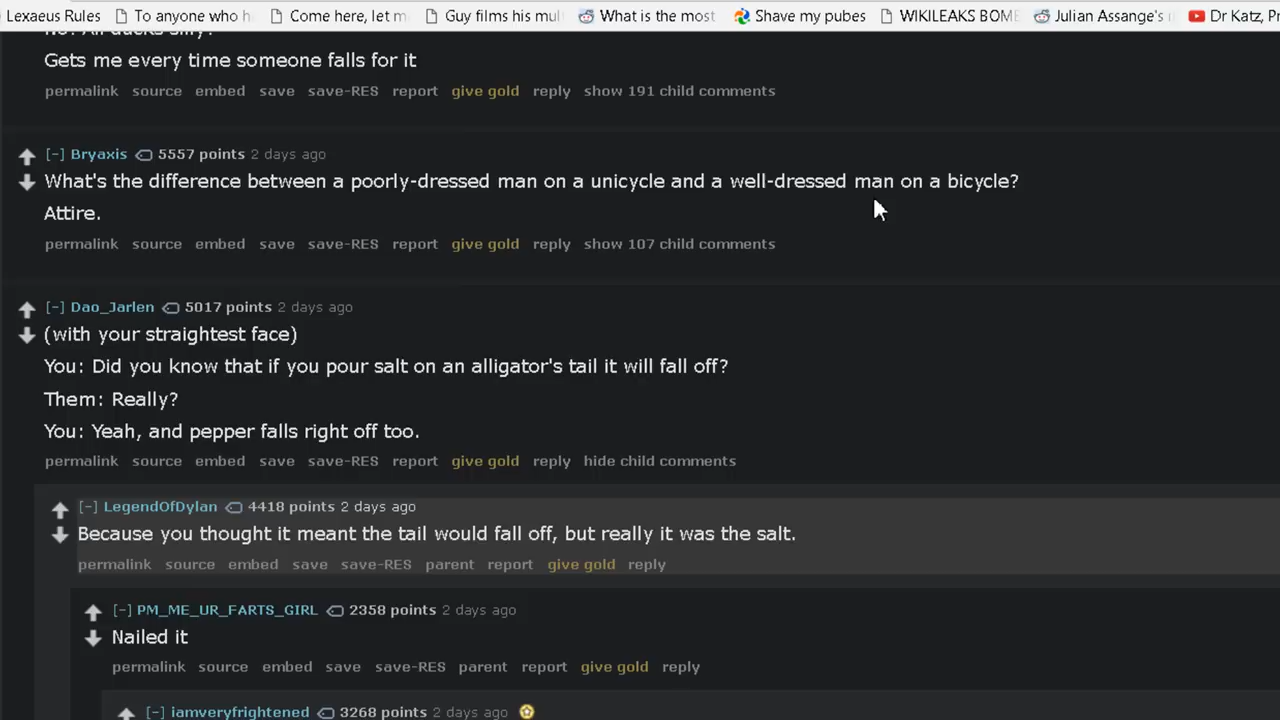 Lexaeus Rules To anyone who h Come here, let m Guy films his mul What is the most Shave my pubes WIKILEAKS BOMB Julian Assange's Dr Katz, Pr
No! All ducks silly!
Gets me every time someone falls for it
permalink source embed save save-RES report give gold reply show 191 child comments
[-] Bryaxis 5557 points 2 days ago
What's the difference between a poorly-dressed man on a unicycle and a well-dressed man on a bicycle?
Attire.
permalink source embed save save-RES report give gold reply show 107 child comments
[-] Dao_Jarlen 5017 points 2 days ago
(with your straightest face)
You: Did you know that if you pour salt on an alligator's tail it will fall off?
Them: Really?
You: Yeah, and pepper falls right off too.
permalink source embed save save-RES report give gold reply hide child comments
[-] LegendOfDylan 4418 points 2 days ago
Because you thought it meant the tail would fall off, but really it was the salt.
permalink source embed save save-RES parent report give gold reply
[-] PM_ME_UR_FARTS_GIRL 2358 points 2 days ago
Nailed it
permalink source embed save save-RES parent report give gold reply
[-] iamveryfrightened 3268 points 2 days ago